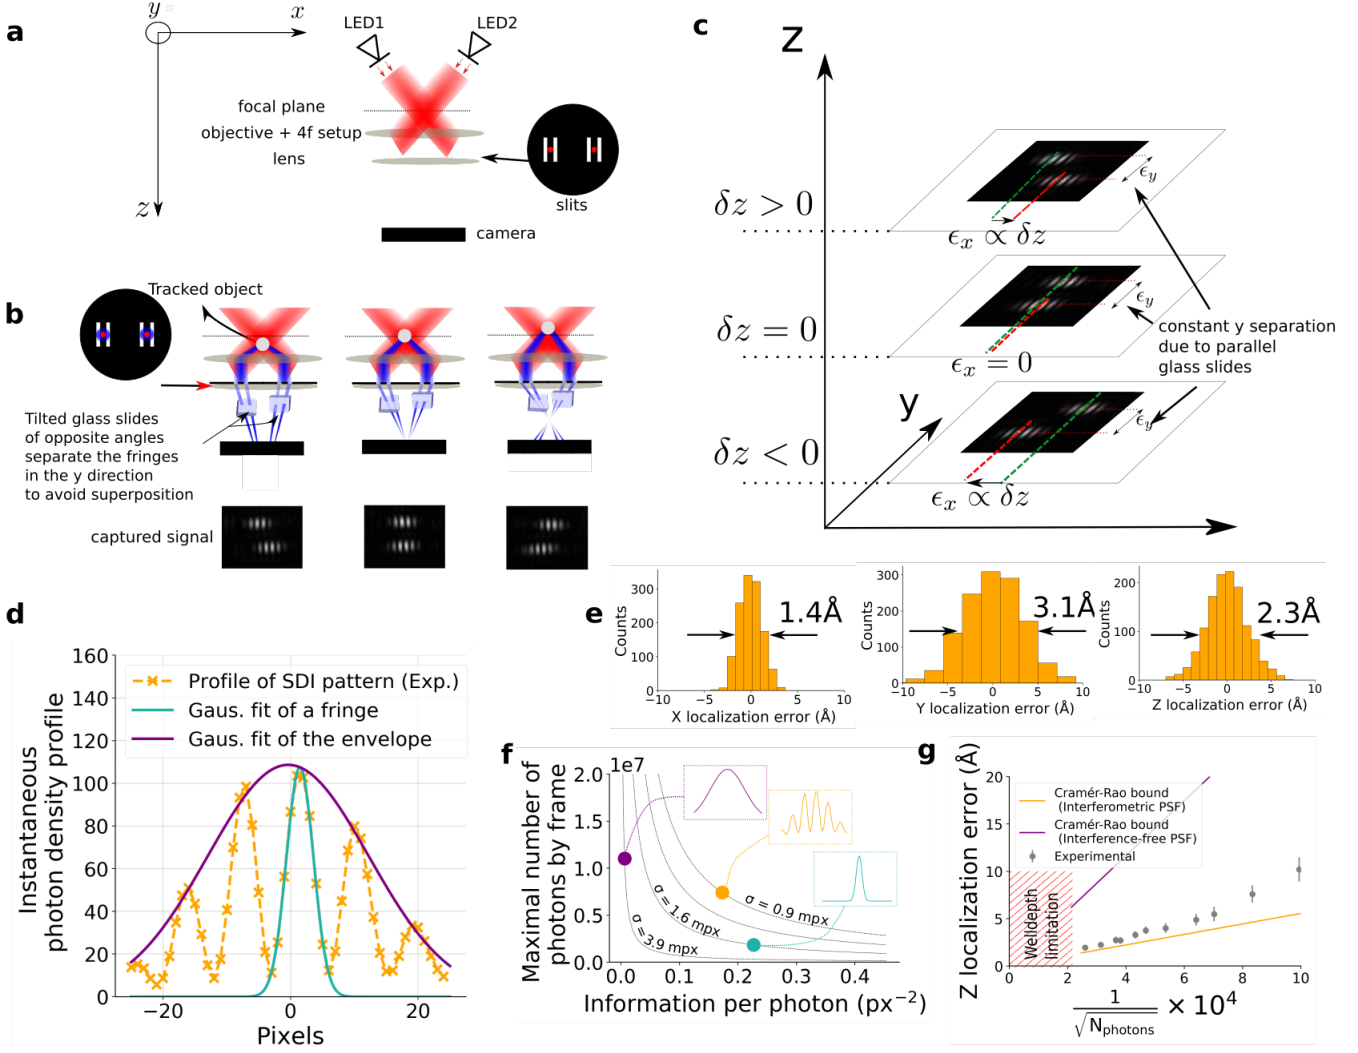 a
y
x
z
LED1
LED2
focal plane
objective + 4f setup
lens
slits
camera
b
Tracked object
Tilted glass slides
of opposite angles
separate the fringes
in the y direction
to avoid superposition
captured signal
c
Z
δz > 0
ϵy
ϵx ∝ δz
δz = 0
ϵy
ϵx = 0
constant y separation
due to parallel
glass slides
y
δz < 0
ϵy
ϵx ∝ δz
d
Instantaneous
photon density profile
160
140
120
100
80
60
40
20
0
Profile of SDI pattern (Exp.)
Gaus. fit of a fringe
Gaus. fit of the envelope
−20
0
20
Pixels
e
Counts
300
200
100
0
1.4Å
−10
−5
0
5
10
X localization error (Å)
Counts
300
200
100
0
3.1Å
−10
−5
0
5
10
Y localization error (Å)
Counts
200
100
0
2.3Å
−10
−5
0
5
10
Z localization error (Å)
f
1e7
Maximal number of
photons by frame
2.0
1.5
1.0
0.5
0.0
σ = 0.9 mpx
σ = 1.6 mpx
σ = 3.9 mpx
0.0
0.1
0.2
0.3
0.4
Information per photon (px⁻²)
g
Z localization error (Å)
20
15
10
5
0
Cramér-Rao bound
(Interferometric PSF)
Cramér-Rao bound
(Interference-free PSF)
Experimental
Welldepth
limitation
0
2
4
6
8
10
1/√Nphotons × 10⁴